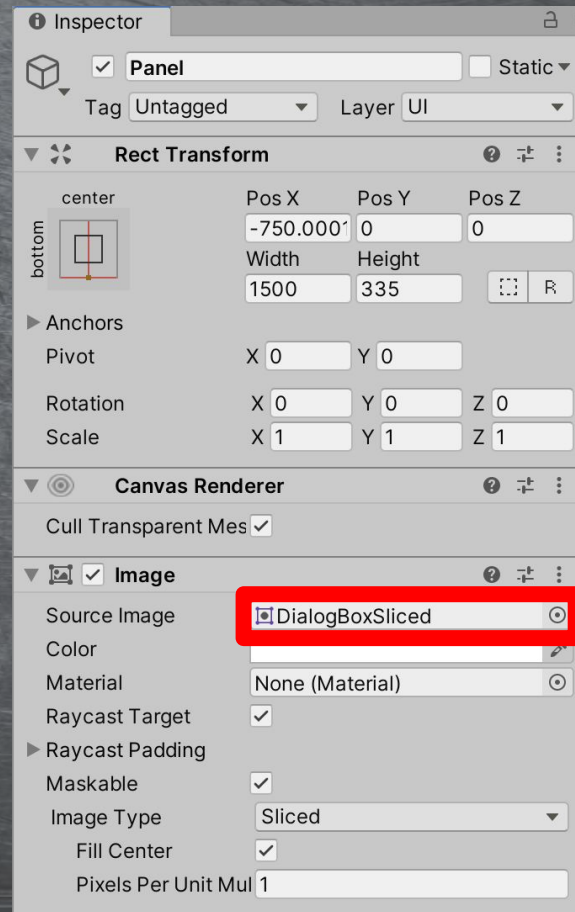 Inspector
Panel Static
Tag Untagged Layer UI
Rect Transform
center Pos X Pos Y Pos Z
bottom -750.0001 0 0
Width Height
1500 335 R
Anchors
Pivot X 0 Y 0
Rotation X 0 Y 0 Z 0
Scale X 1 Y 1 Z 1
Canvas Renderer
Cull Transparent Mes
Image
Source Image DialogBoxSliced
Color
Material None (Material)
Raycast Target
Raycast Padding
Maskable
Image Type Sliced
Fill Center
Pixels Per Unit Mul 1